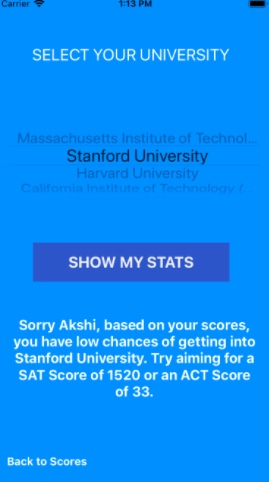 Carrier 1:13 PM
SELECT YOUR UNIVERSITY
Massachusetts Institute of Technol...
Stanford University
Harvard University
California Institute of Technology (...
SHOW MY STATS
Sorry Akshi, based on your scores,
you have low chances of getting into
Stanford University. Try aiming for a
SAT Score of 1520 or an ACT Score
of 33.
Back to Scores